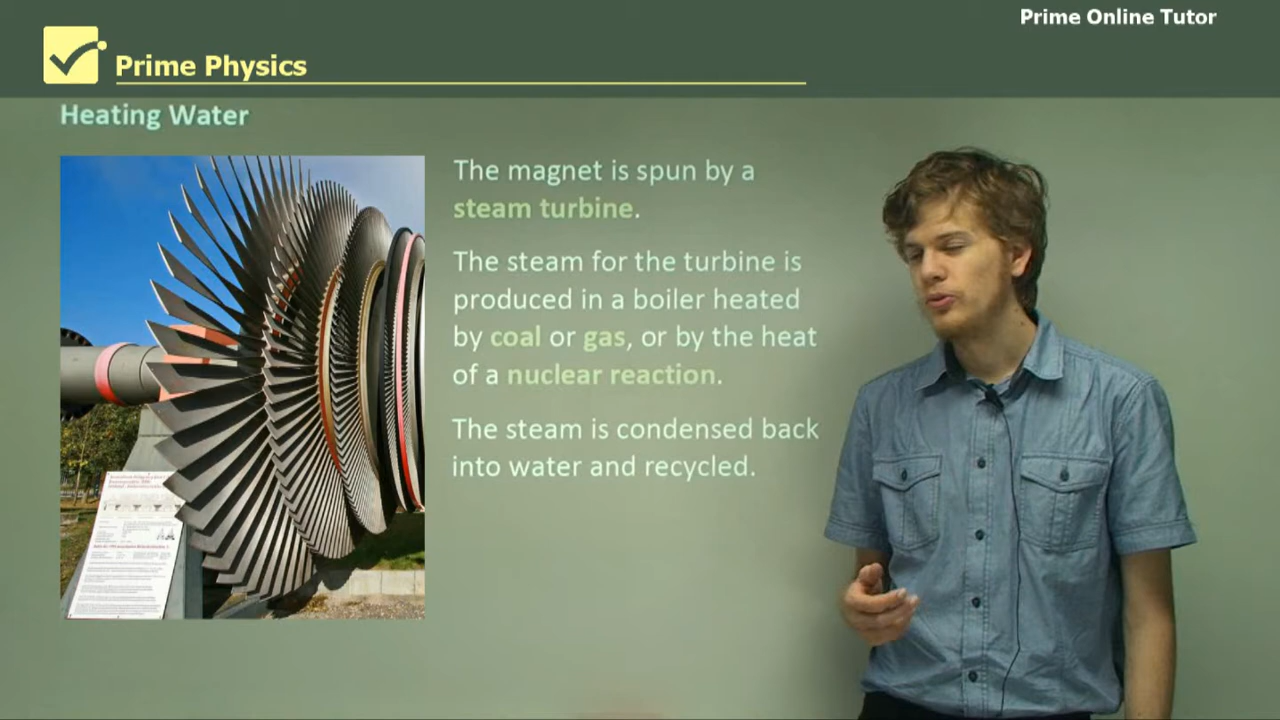 Prime Online Tutor
Prime Physics
Heating Water
The magnet is spun by a
steam turbine.
The steam for the turbine is
produced in a boiler heated
by coal or gas, or by the heat
of a nuclear reaction.
The steam is condensed back
into water and recycled.